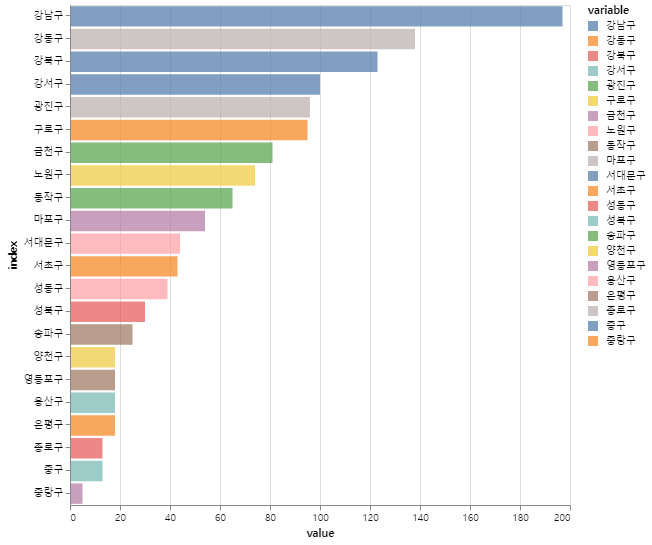 강남구
강동구
강북구
강서구
광진구
구로구
금천구
노원구
동작구
마포구
서대문구
서초구
성동구
성북구
송파구
양천구
영등포구
용산구
은평구
종로구
중구
중랑구
index
0 20 40 60 80 100 120 140 160 180 200
value
variable
강남구
강동구
강북구
강서구
광진구
구로구
금천구
노원구
동작구
마포구
서대문구
서초구
성동구
성북구
송파구
양천구
영등포구
용산구
은평구
종로구
중구
중랑구